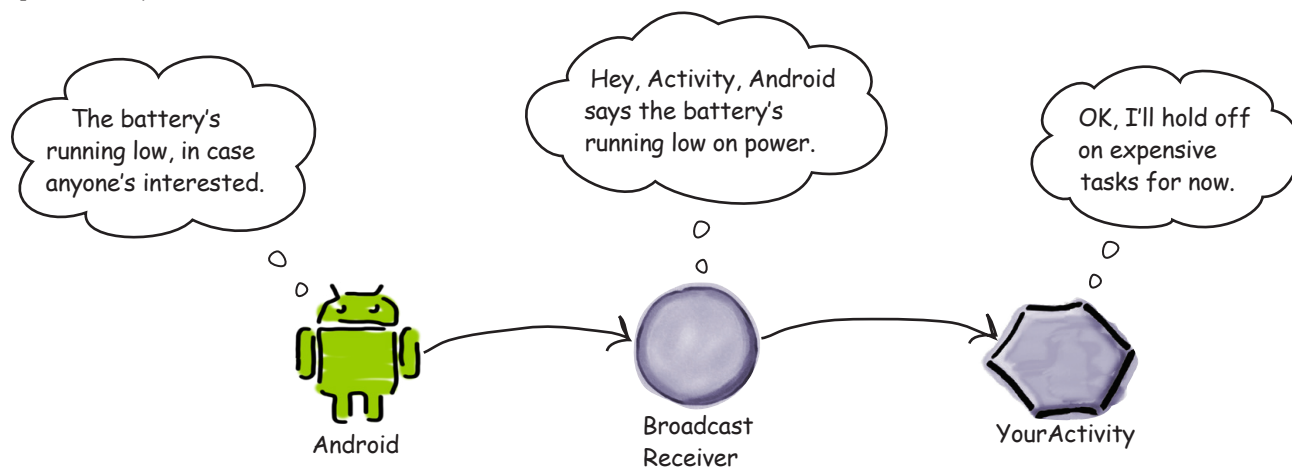 The battery's
running low, in case
anyone's interested.
Hey, Activity, Android
says the battery's
running low on power.
OK, I'll hold off
on expensive
tasks for now.
Android
Broadcast
Receiver
YourActivity